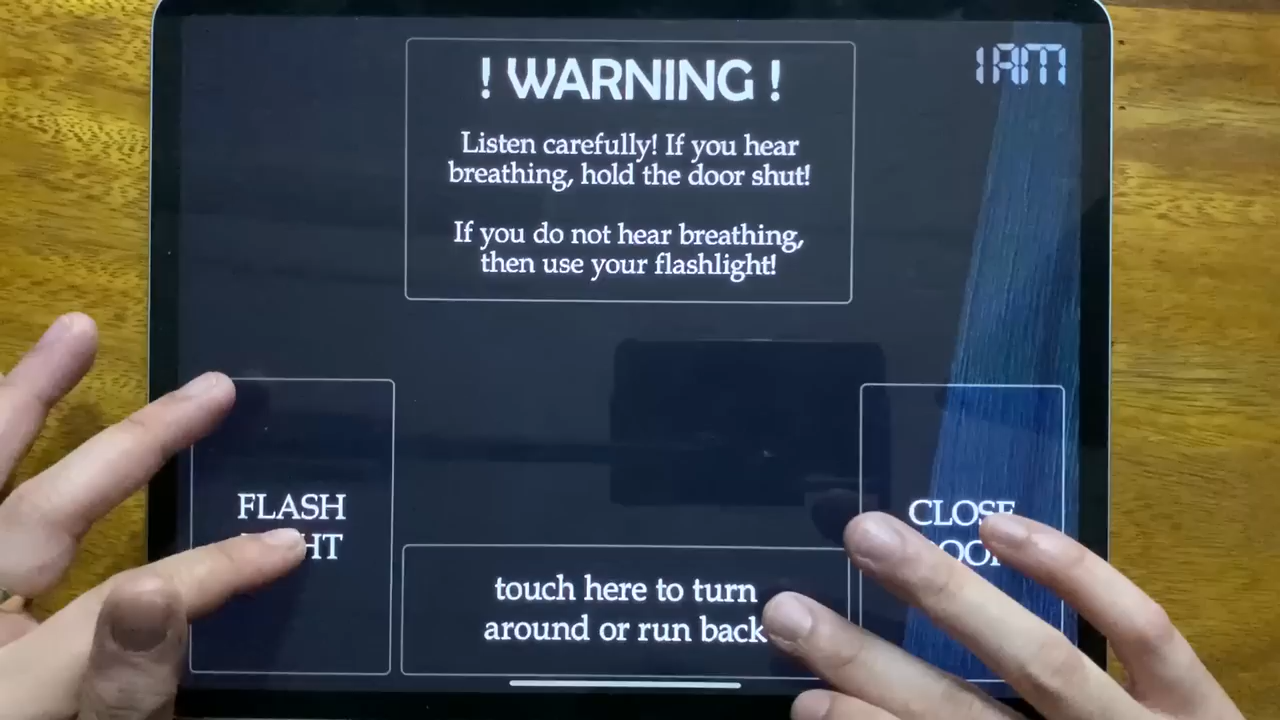 1AM
! WARNING !
Listen carefully! If you hear
breathing, hold the door shut!
If you do not hear breathing,
then use your flashlight!
FLASH
CLOSE
touch here to turn
around or run back